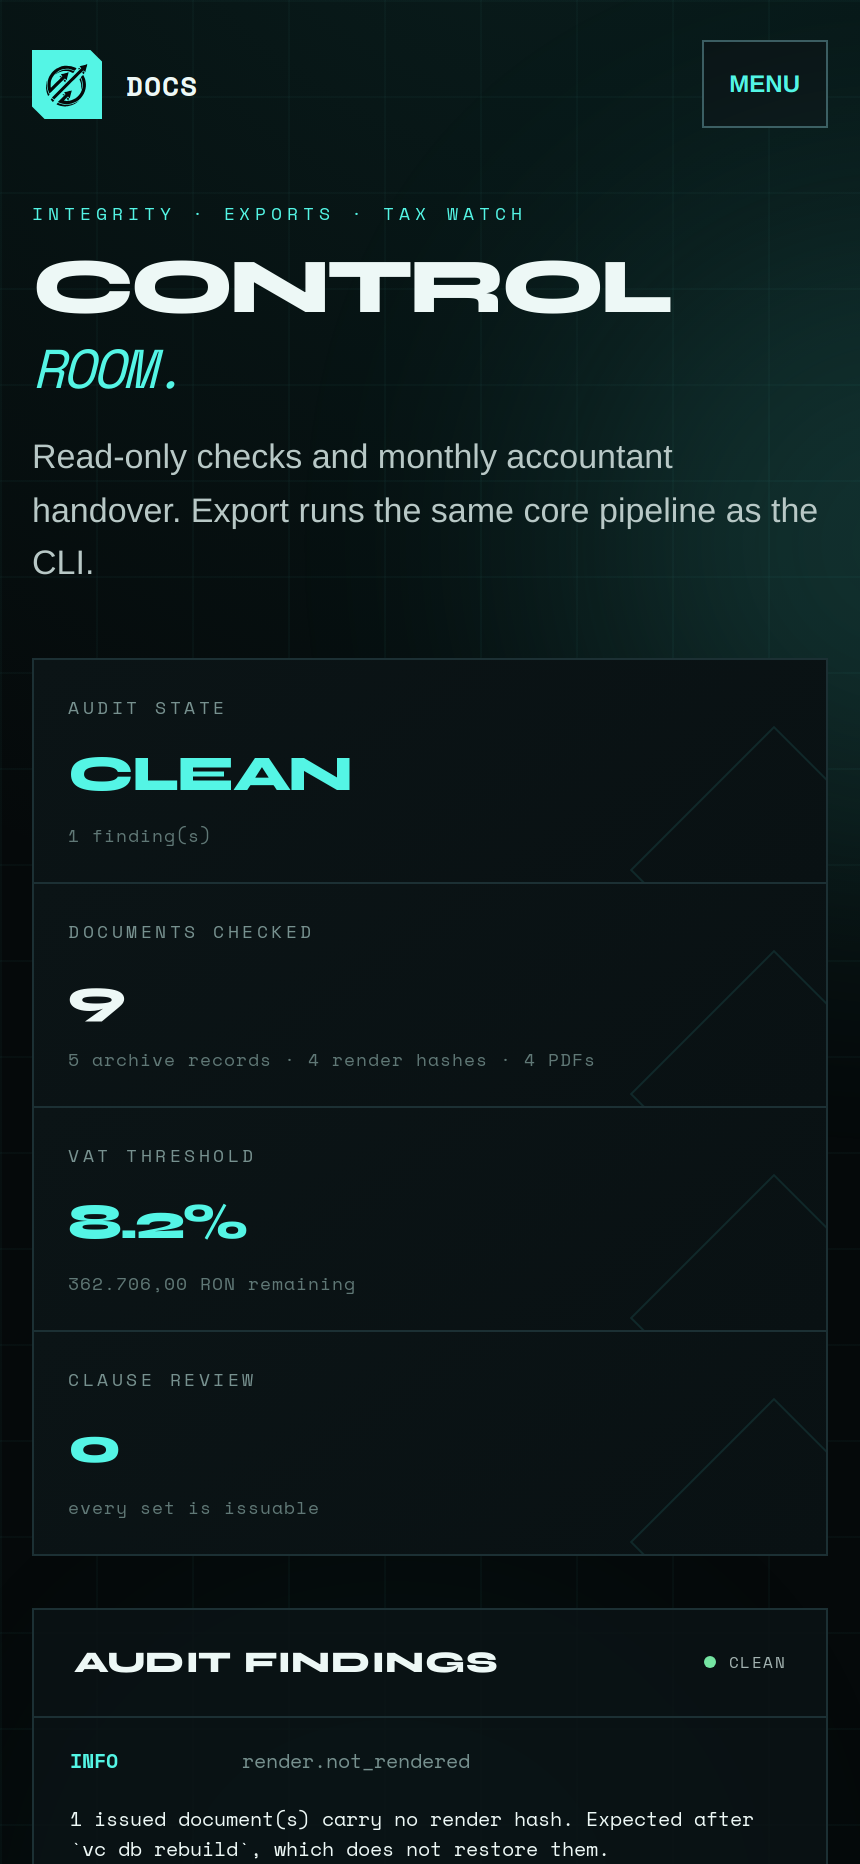 DOCS
MENU
INTEGRITY · EXPORTS · TAX WATCH
CONTROL
ROOM.
Read-only checks and monthly accountant
handover. Export runs the same core pipeline as the
CLI.
AUDIT STATE
CLEAN
1 finding(s)
DOCUMENTS CHECKED
9
5 archive records · 4 render hashes · 4 PDFs
VAT THRESHOLD
8.2%
362.706,00 RON remaining
CLAUSE REVIEW
0
every set is issuable
AUDIT FINDINGS
CLEAN
INFO render.not_rendered
1 issued document(s) carry no render hash. Expected after
`vc db rebuild`, which does not restore them.